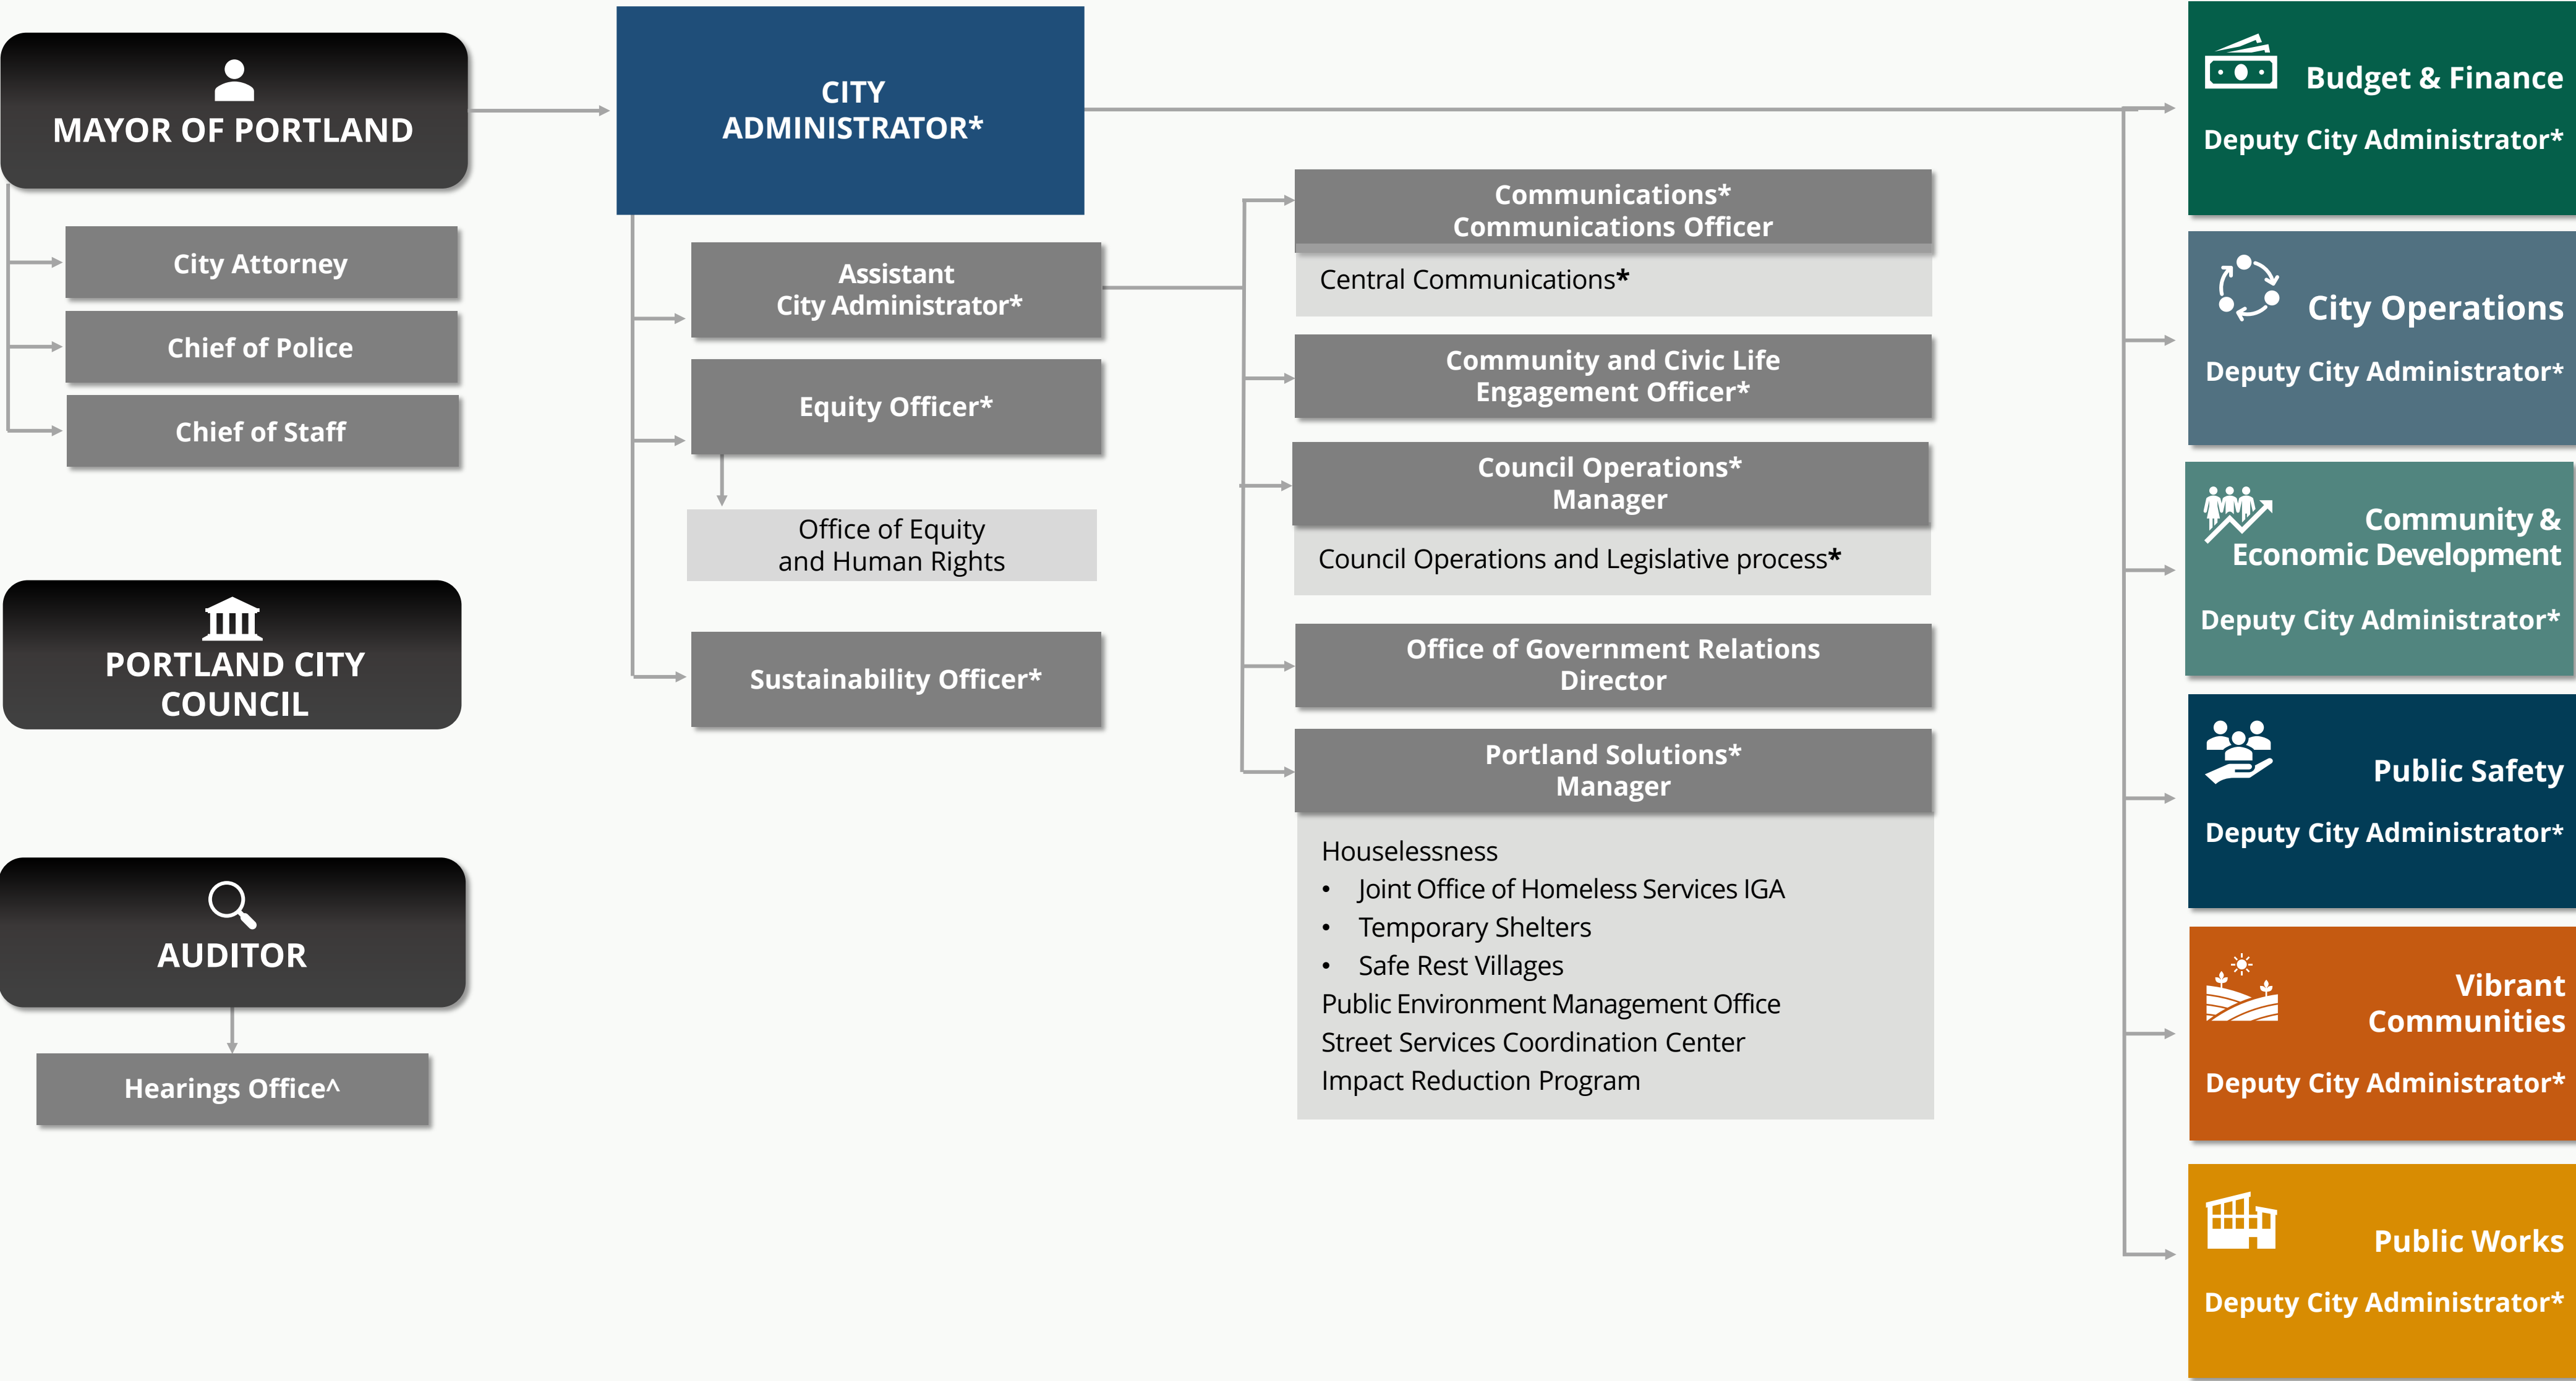 MAYOR OF PORTLAND
City Attorney
Chief of Police
Chief of Staff
PORTLAND CITY
COUNCIL
AUDITOR
Hearings Office^
CITY
ADMINISTRATOR*
Assistant
City Administrator*
Equity Officer*
Office of Equity
and Human Rights
Sustainability Officer*
Communications*
Communications Officer
Central Communications*
Community and Civic Life
Engagement Officer*
Council Operations*
Manager
Council Operations and Legislative process*
Office of Government Relations
Director
Portland Solutions*
Manager
Houselessness
• Joint Office of Homeless Services IGA
• Temporary Shelters
• Safe Rest Villages
Public Environment Management Office
Street Services Coordination Center
Impact Reduction Program
Budget & Finance
Deputy City Administrator*
City Operations
Deputy City Administrator*
Community &
Economic Development
Deputy City Administrator*
Public Safety
Deputy City Administrator*
Vibrant
Communities
Deputy City Administrator*
Public Works
Deputy City Administrator*